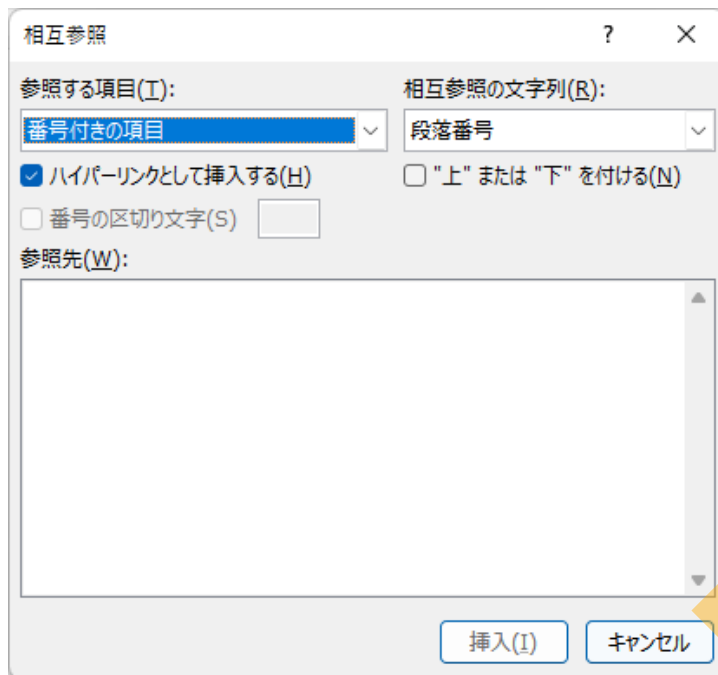 相互参照
参照する項目(T): 相互参照の文字列(R):
番号付きの項目 段落番号
ハイパーリンクとして挿入する(H) "上" または "下" を付ける(N)
番号の区切り文字(S)
参照先(W):
挿入(I) キャンセル